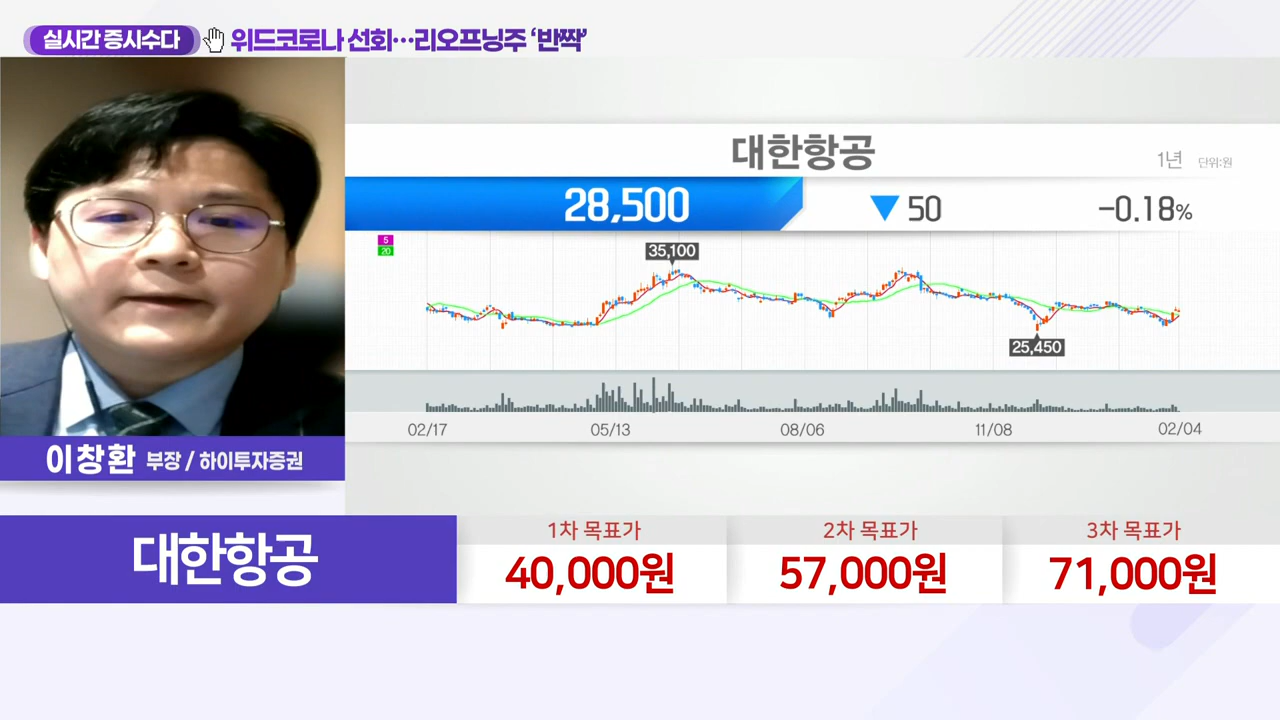 실시간 증시수다 위드코로나 선회…리오프닝주 ‘반짝’
대한항공
1년 단위:원
28,500 ▼ 50 -0.18%
5
20
35,100
25,450
02/17 05/13 08/06 11/08 02/04
이창환 부장 / 하이투자증권
대한항공
1차 목표가 2차 목표가 3차 목표가
40,000원 57,000원 71,000원